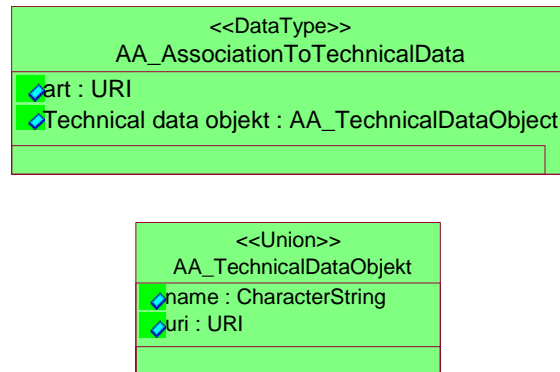 <<DataType>>
AA_AssociationToTechnicalData
art : URI
Technical data objekt : AA_TechnicalDataObject
<<Union>>
AA_TechnicalDataObjekt
name : CharacterString
uri : URI